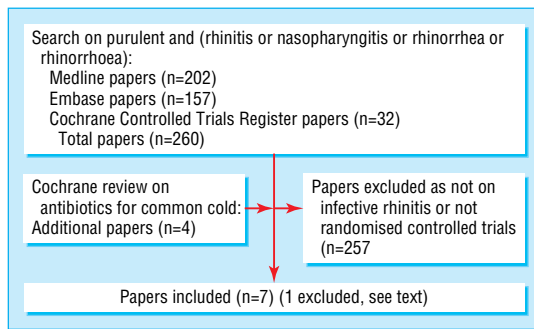 Search on purulent and (rhinitis or nasopharyngitis or rhinorrhea or
rhinorrhoea):
Medline papers (n=202)
Embase papers (n=157)
Cochrane Controlled Trials Register papers (n=32)
Total papers (n=260)
Cochrane review on
antibiotics for common cold:
Additional papers (n=4)
Papers excluded as not on
infective rhinitis or not
randomised controlled trials
(n=257
Papers included (n=7) (1 excluded, see text)